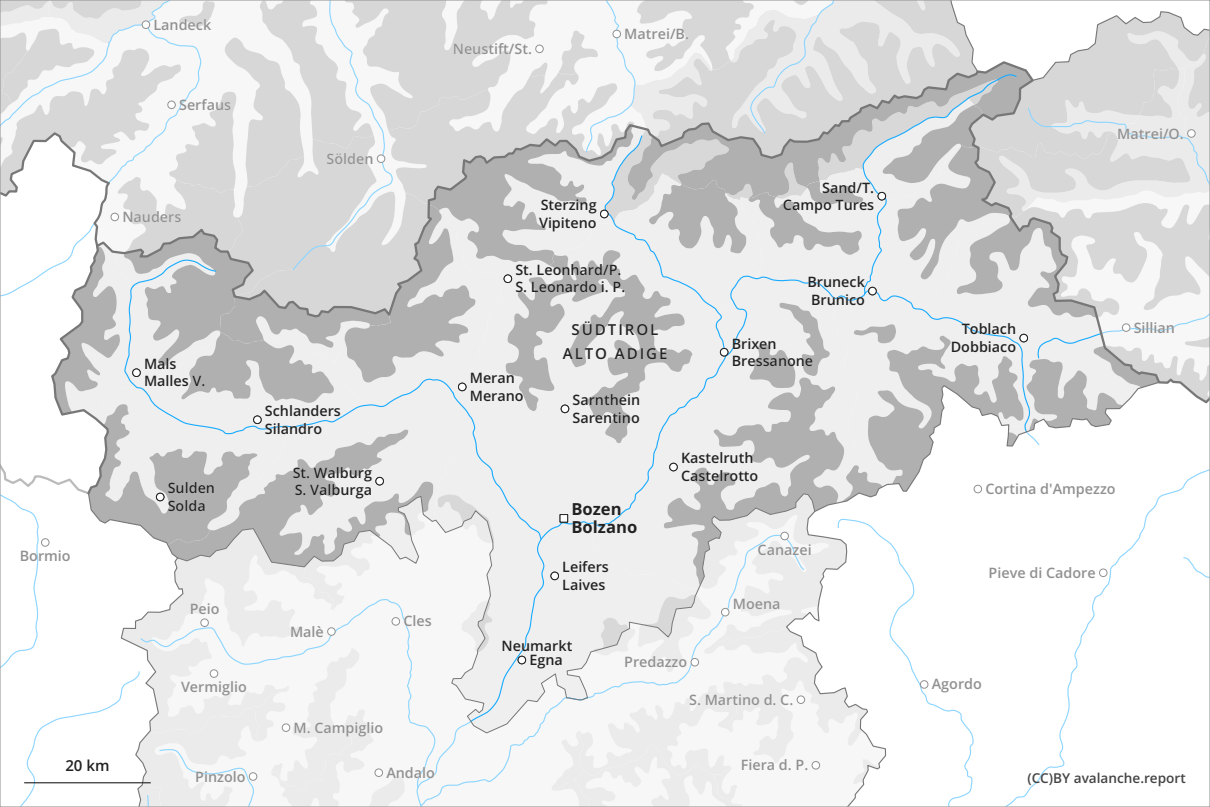 Landeck
Matrei/B.
Neustift/St.
Serfaus
Matrei/O.
Sölden
Sand/T.
Campo Tures
Sterzing
Vipiteno
Nauders
St. Leonhard/P.
S. Leonardo i. P.
Bruneck
Brunico
SÜDTIROL
ALTO ADIGE
Toblach
Dobbiaco
Sillian
Brixen
Bressanone
Mals
Malles V.
Meran
Merano
Sarnthein
Sarentino
Schlanders
Silandro
Kastelruth
Castelrotto
St. Walburg
S. Valburga
Sulden
Solda
Cortina d'Ampezzo
Bozen
Bolzano
Bormio
Canazei
Leifers
Laives
Pieve di Cadore
Peio
Moena
Malè
Cles
Neumarkt
Egna
Predazzo
Vermiglio
Agordo
S. Martino d. C.
M. Campiglio
Fiera d. P.
20 km
Pinzolo
Andalo
(CC)BY avalanche.report